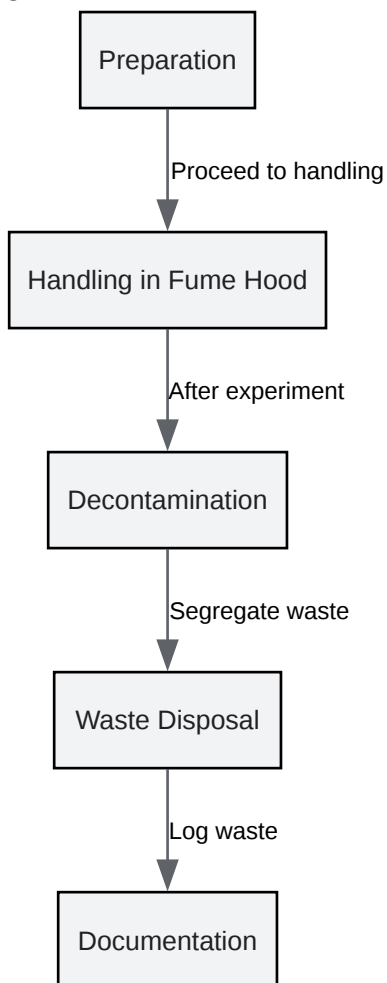 Preparation
Proceed to handling
Handling in Fume Hood
After experiment
Decontamination
Segregate waste
Waste Disposal
Log waste
Documentation